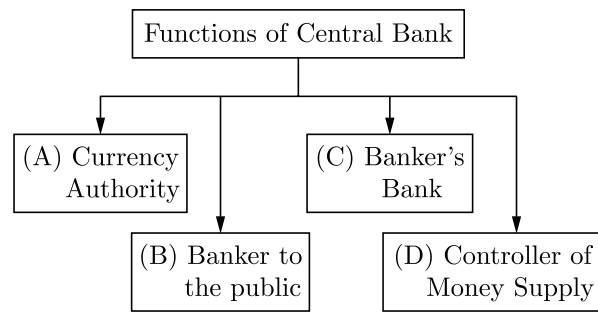 Functions of Central Bank
(A) Currency
Authority
(C) Banker's
Bank
(B) Banker to
the public
(D) Controller of
Money Supply